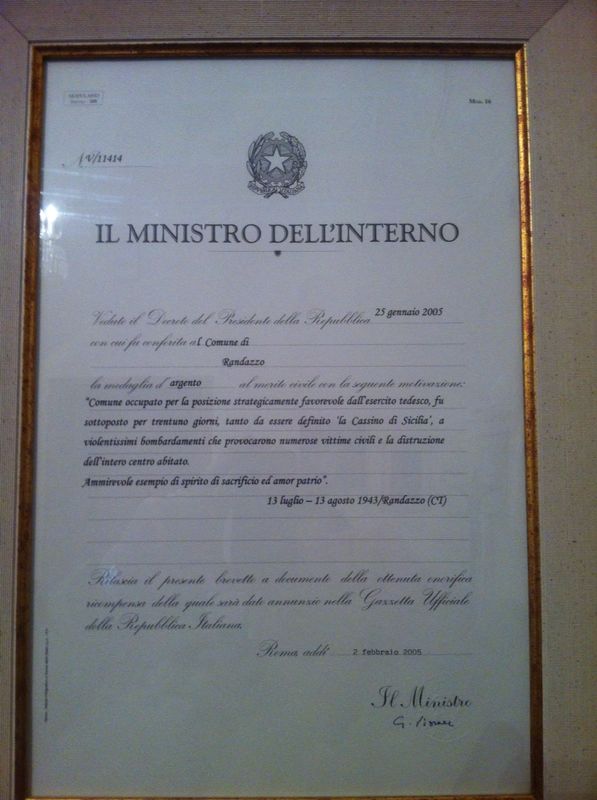 MODULARIO
Mod. 16
N V/11414
IL MINISTRO DELL'INTERNO
Veduto il Decreto del Presidente della Repubblica 25 gennaio 2005
con cui fu conferita al Comune di
Randazzo
la medaglia d'argento al merito civile con la seguente motivazione:
"Comune occupato per la posizione strategicamente favorevole dall'esercito tedesco, fu
sottoposto per trentuno giorni, tanto da essere definito 'la Cassino di Sicilia', a
violentissimi bombardamenti che provocarono numerose vittime civili e la distruzione
dell'intero centro abitato.
Ammirevole esempio di spirito di sacrificio ed amor patrio".
13 luglio – 13 agosto 1943/Randazzo (CT)
Rilascia il presente brevetto a documento della ottenuta onorifica
ricompensa della quale sarà dato annunzio nella Gazzetta Ufficiale
della Repubblica Italiana.
Roma, addì 2 febbraio 2005
Il Ministro